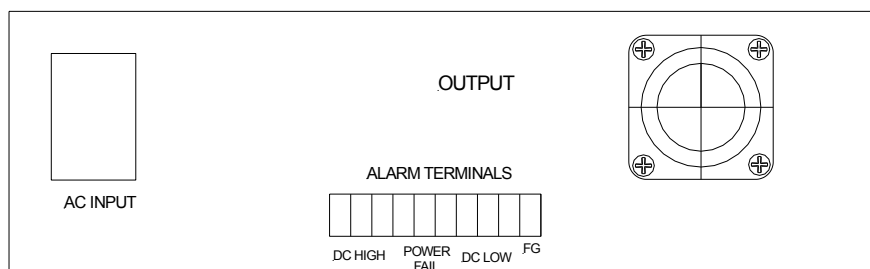 OUTPUT
ALARM TERMINALS
AC INPUT
DC HIGH
POWER
FAIL
DC LOW
FG